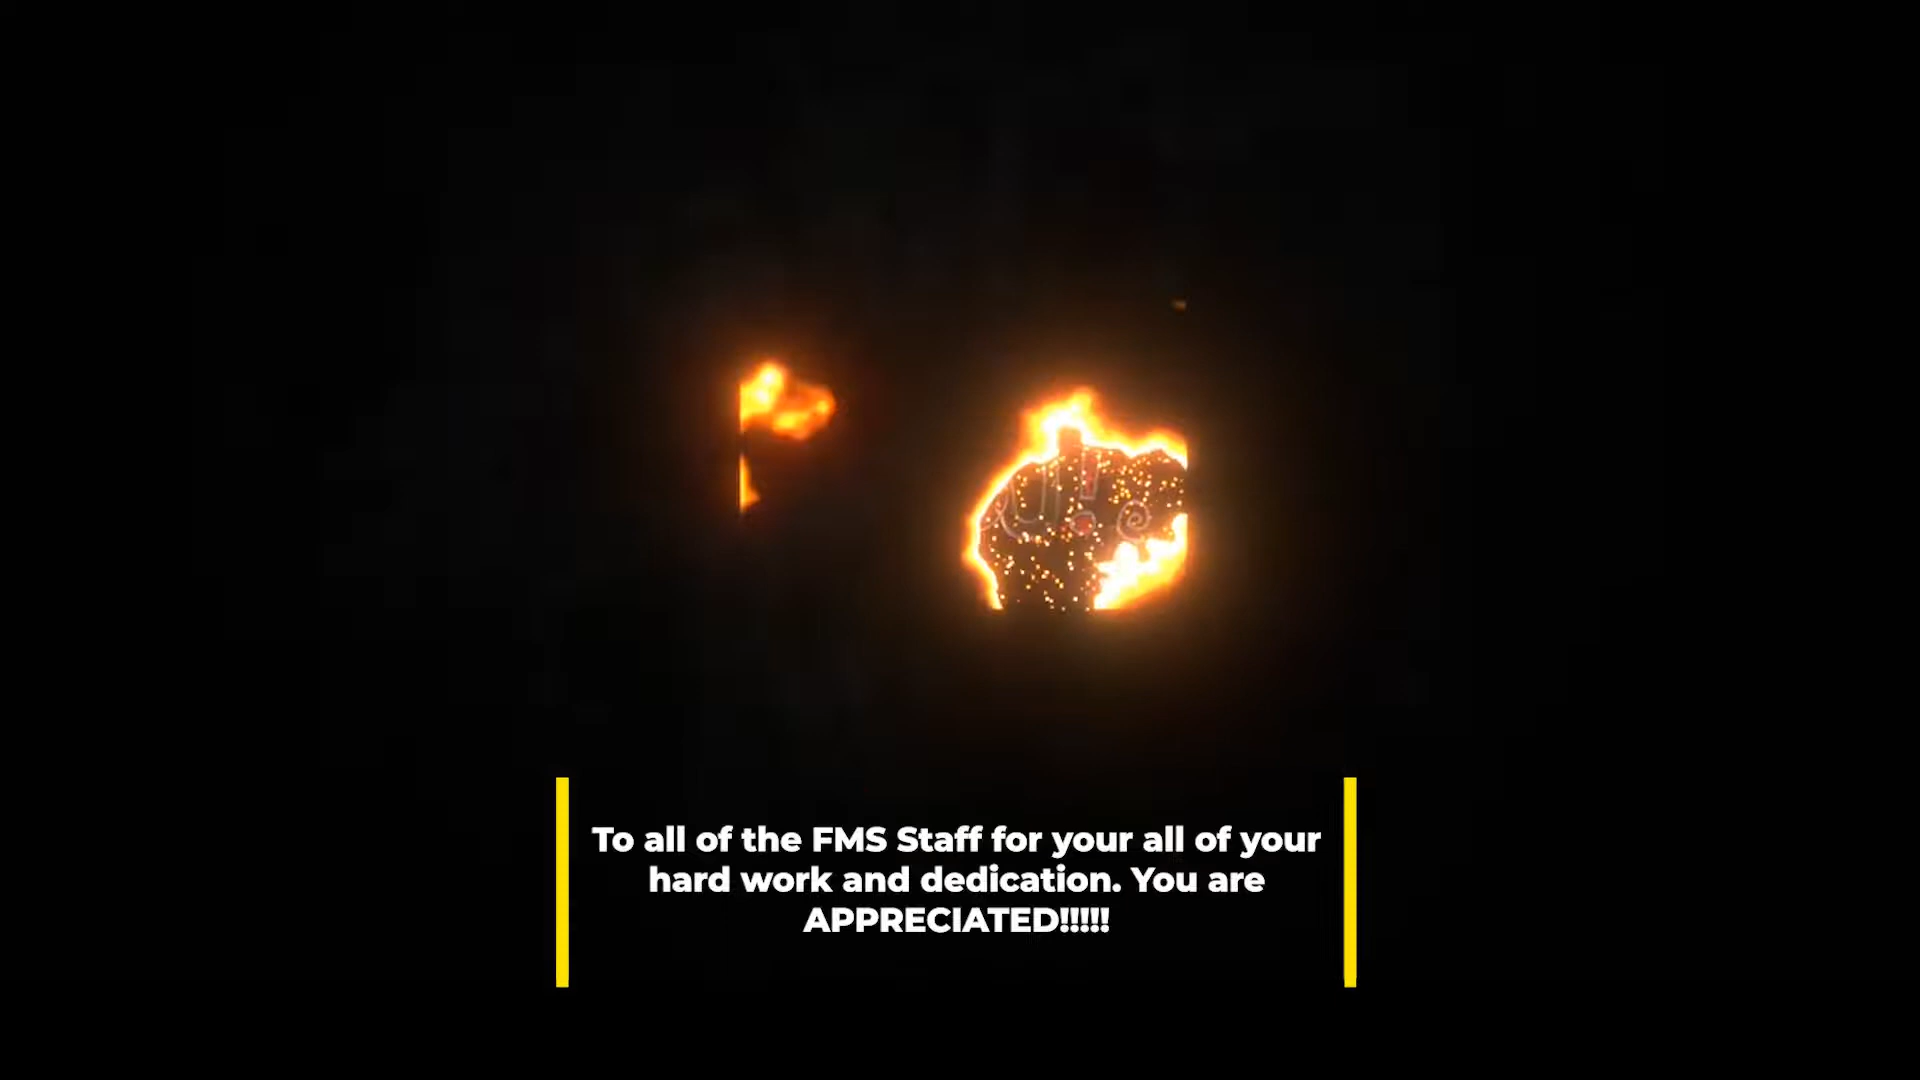 To all of the FMS Staff for your all of your
hard work and dedication. You are
APPRECIATED!!!!!